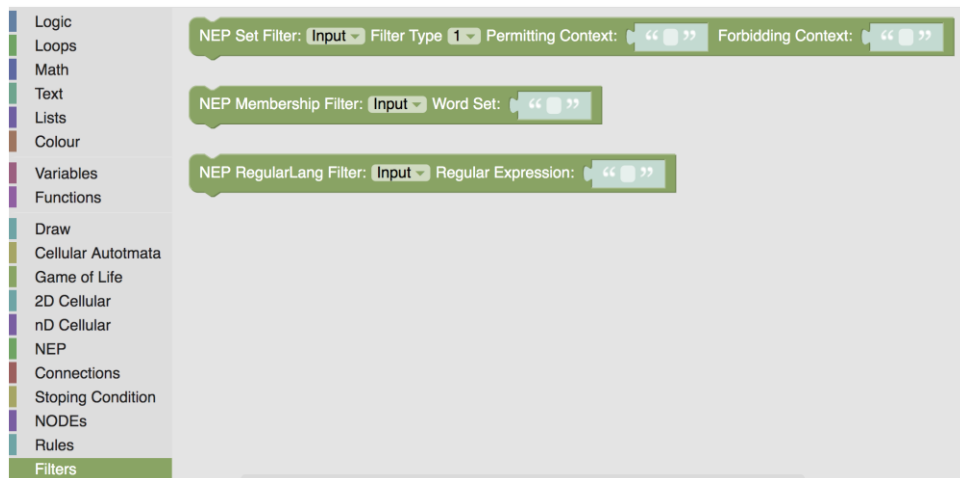 Logic
Loops
Math
Text
Lists
Colour
Variables
Functions
Draw
Cellular Autotmata
Game of Life
2D Cellular
nD Cellular
NEP
Connections
Stoping Condition
NODEs
Rules
Filters
NEP Set Filter: Input Filter Type 1 Permitting Context: “ ” Forbidding Context: “ ”
NEP Membership Filter: Input Word Set: “ ”
NEP RegularLang Filter: Input Regular Expression: “ ”